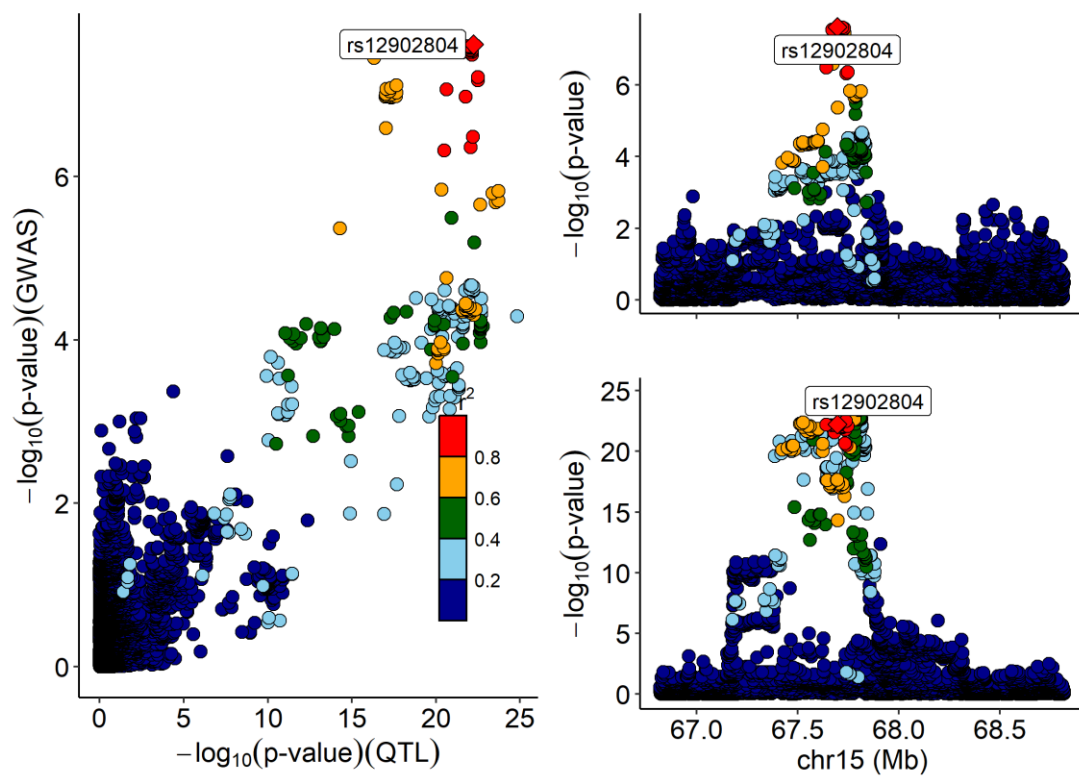 rs12902804
−log10(p-value)(GWAS)
6
4
2
0
r2
0.8
0.6
0.4
0.2
0 5 10 15 20 25
−log10(p-value)(QTL)
rs12902804
−log10(p-value)
6
4
2
0
rs12902804
−log10(p-value)
25
20
15
10
5
0
67.0 67.5 68.0 68.5
chr15 (Mb)